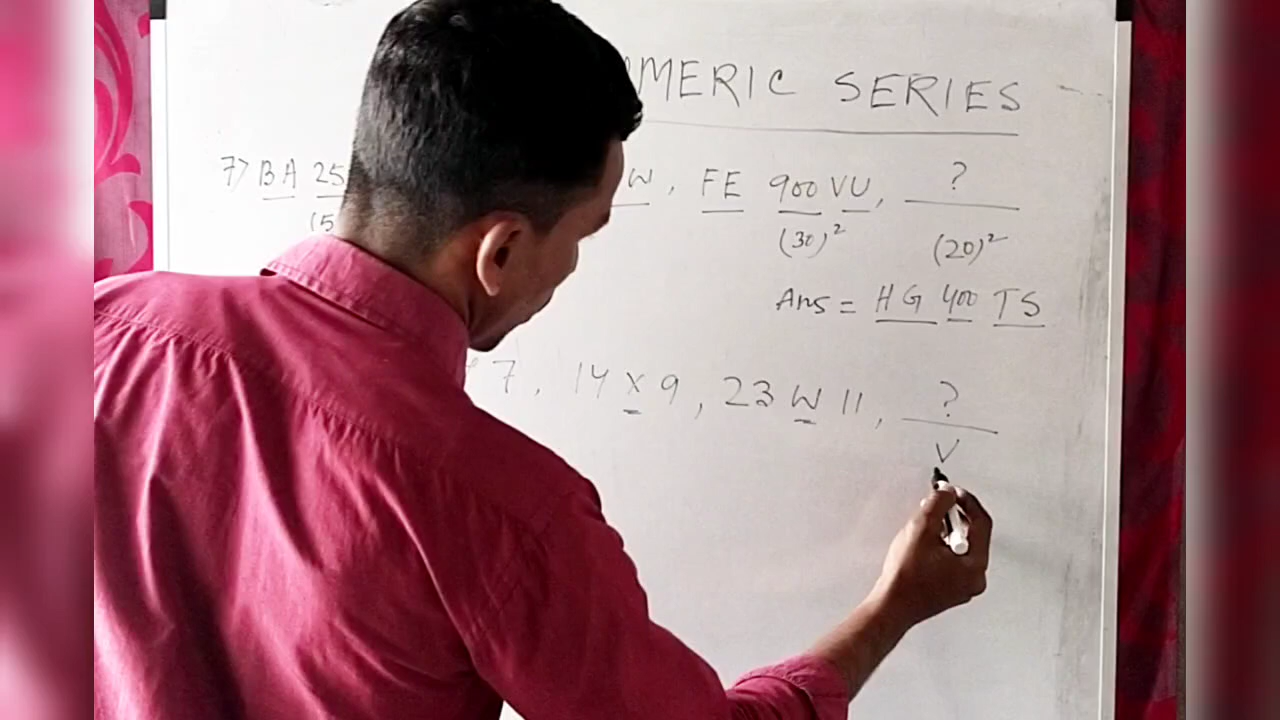 MERIC SERIES
7> BA 25 W, FE 900 VU, ?
(5 (30)² (20)²
Ans = HG 400 TS
7, 14 X 9, 23 W 11, ?
V